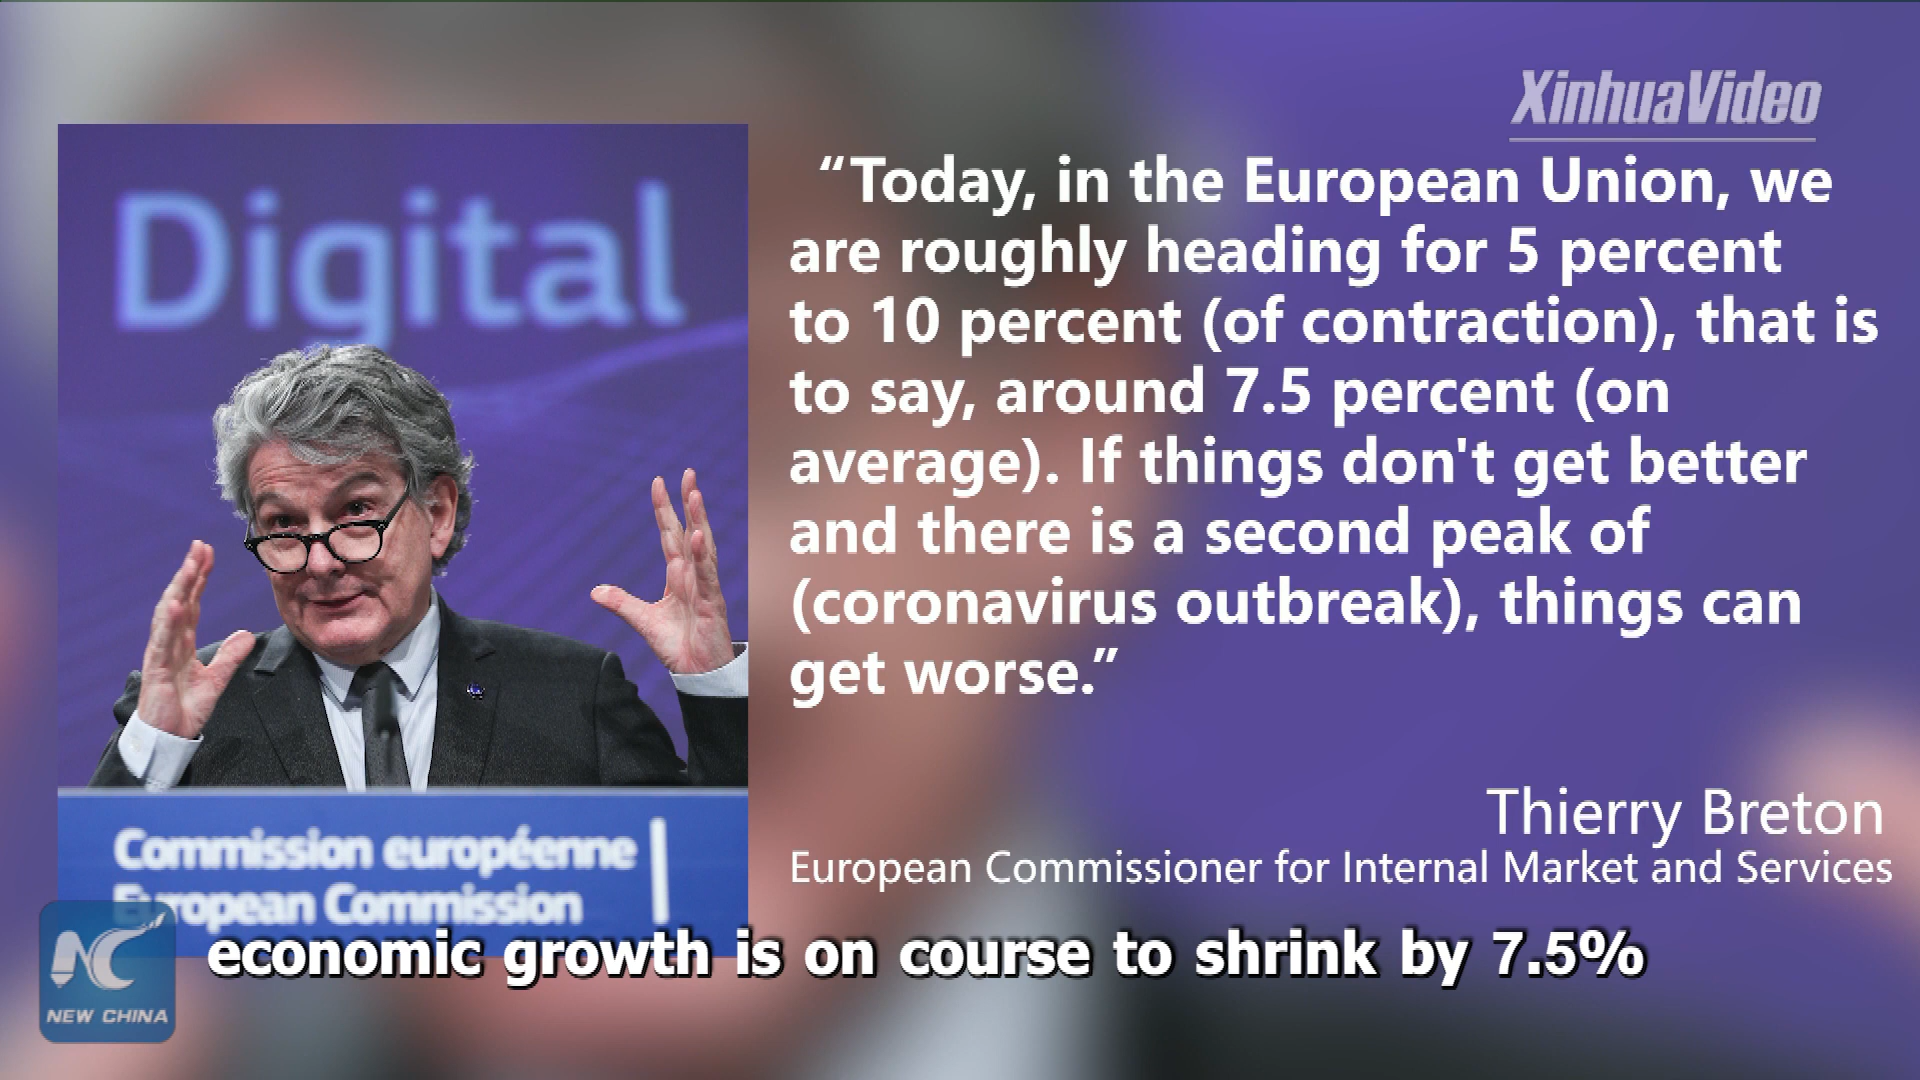 XinhuaVideo
Digital
“Today, in the European Union, we
are roughly heading for 5 percent
to 10 percent (of contraction), that is
to say, around 7.5 percent (on
average). If things don't get better
and there is a second peak of
(coronavirus outbreak), things can
get worse.”
Thierry Breton
European Commissioner for Internal Market and Services
Commission européenne
European Commission
economic growth is on course to shrink by 7.5%
NC
NEW CHINA